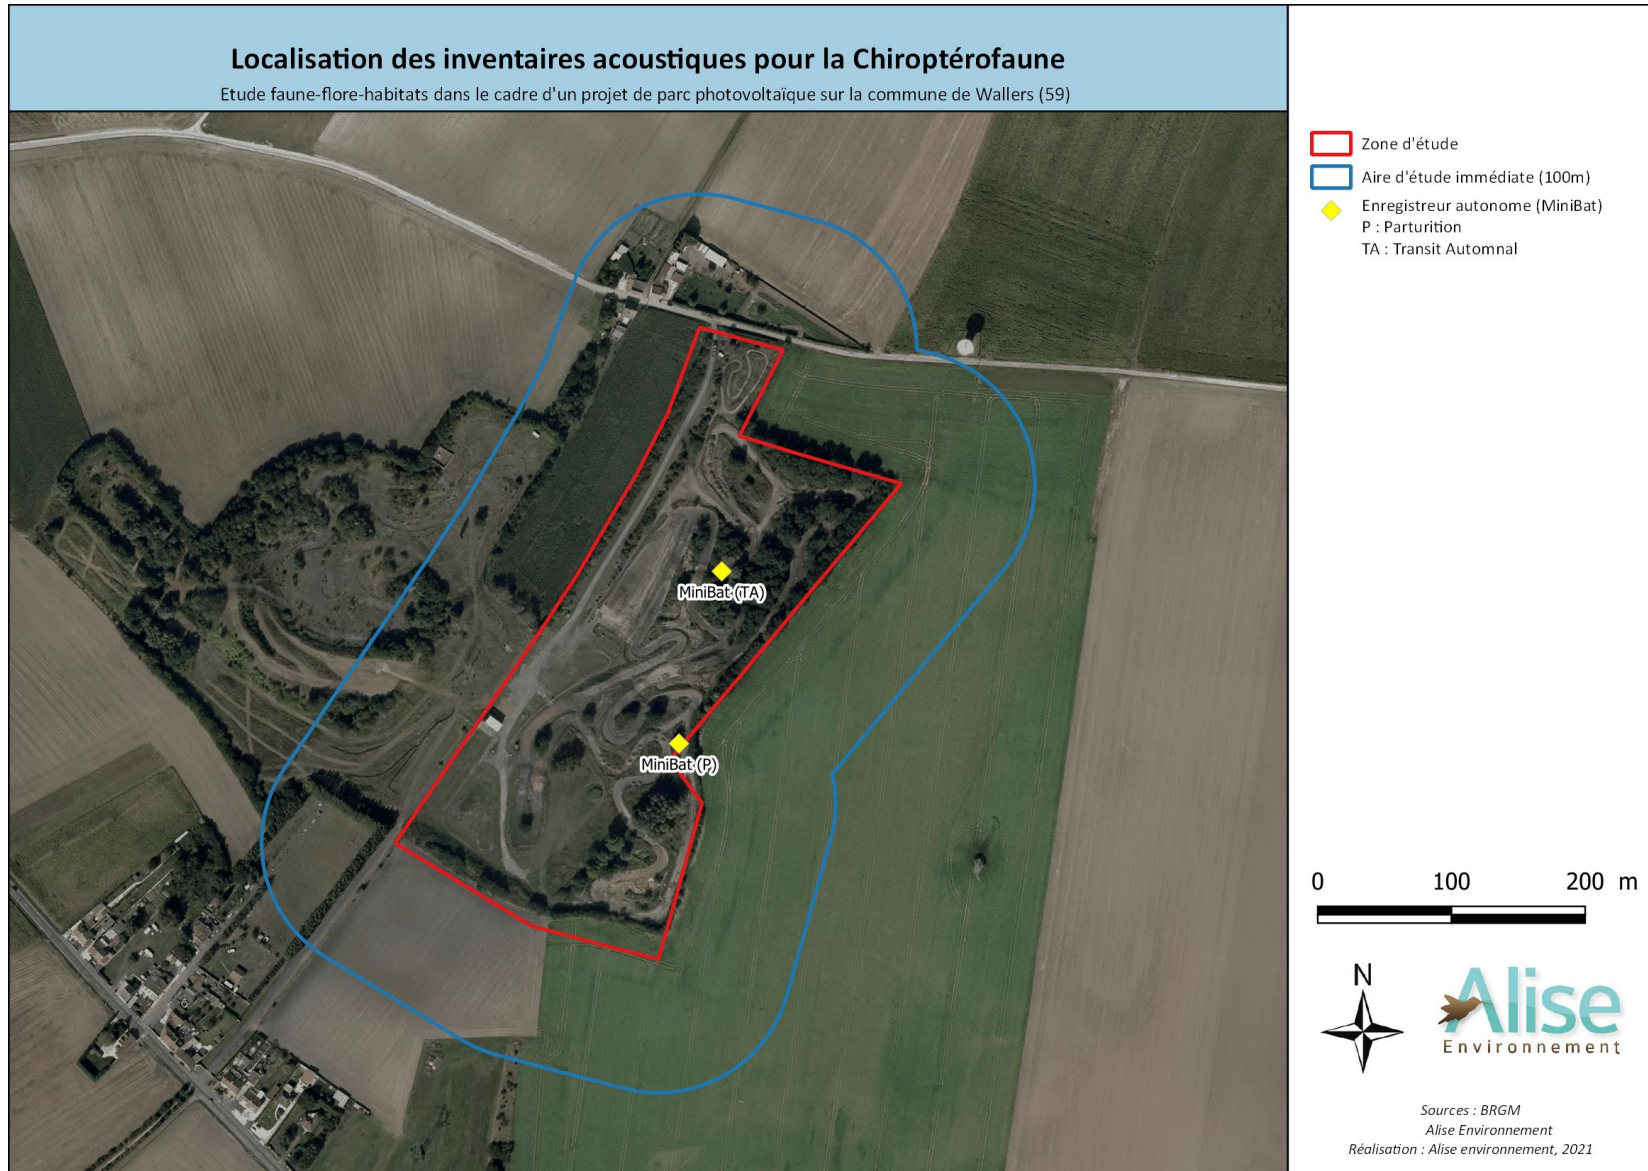 Localisation des inventaires acoustiques pour la Chiroptérofaune
Etude faune-flore-habitats dans le cadre d'un projet de parc photovoltaïque sur la commune de Wallers (59)
Zone d'étude
Aire d'étude immédiate (100m)
Enregistreur autonome (MiniBat)
P : Parturition
TA : Transit Automnal
MiniBat (TA)
MiniBat (P)
0 100 200 m
N
Alise
Environnement
Sources : BRGM
Alise Environnement
Réalisation : Alise environnement, 2021